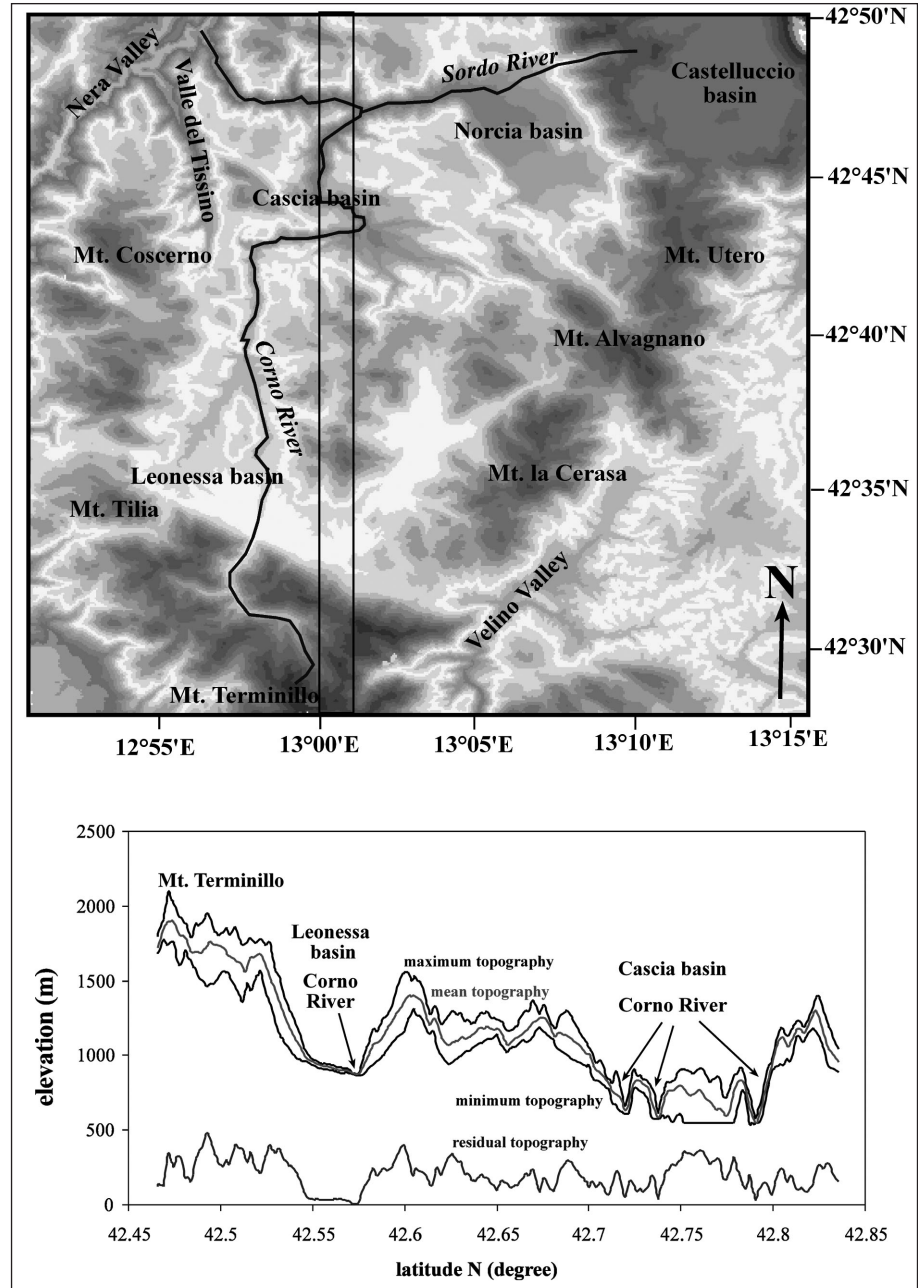 42°50'N
Nera Valley
Valle del Tissino
Sordo River
Castelluccio
basin
Norcia basin
42°45'N
Cascia basin
Mt. Coscerno
Mt. Utero
42°40'N
Mt. Alvagnano
Corno River
Leonessa basin
Mt. la Cerasa
42°35'N
Mt. Tilia
N
Velino Valley
42°30'N
Mt. Terminillo
12°55'E
13°00'E
13°05'E
13°10'E
13°15'E
2500
Mt. Terminillo
2000
Leonessa
basin
maximum topography
Cascia basin
1500
Corno
River
mean topography
Corno River
elevation (m)
1000
minimum topography
500
residual topography
0
42.45
42.5
42.55
42.6
42.65
42.7
42.75
42.8
42.85
latitude N (degree)